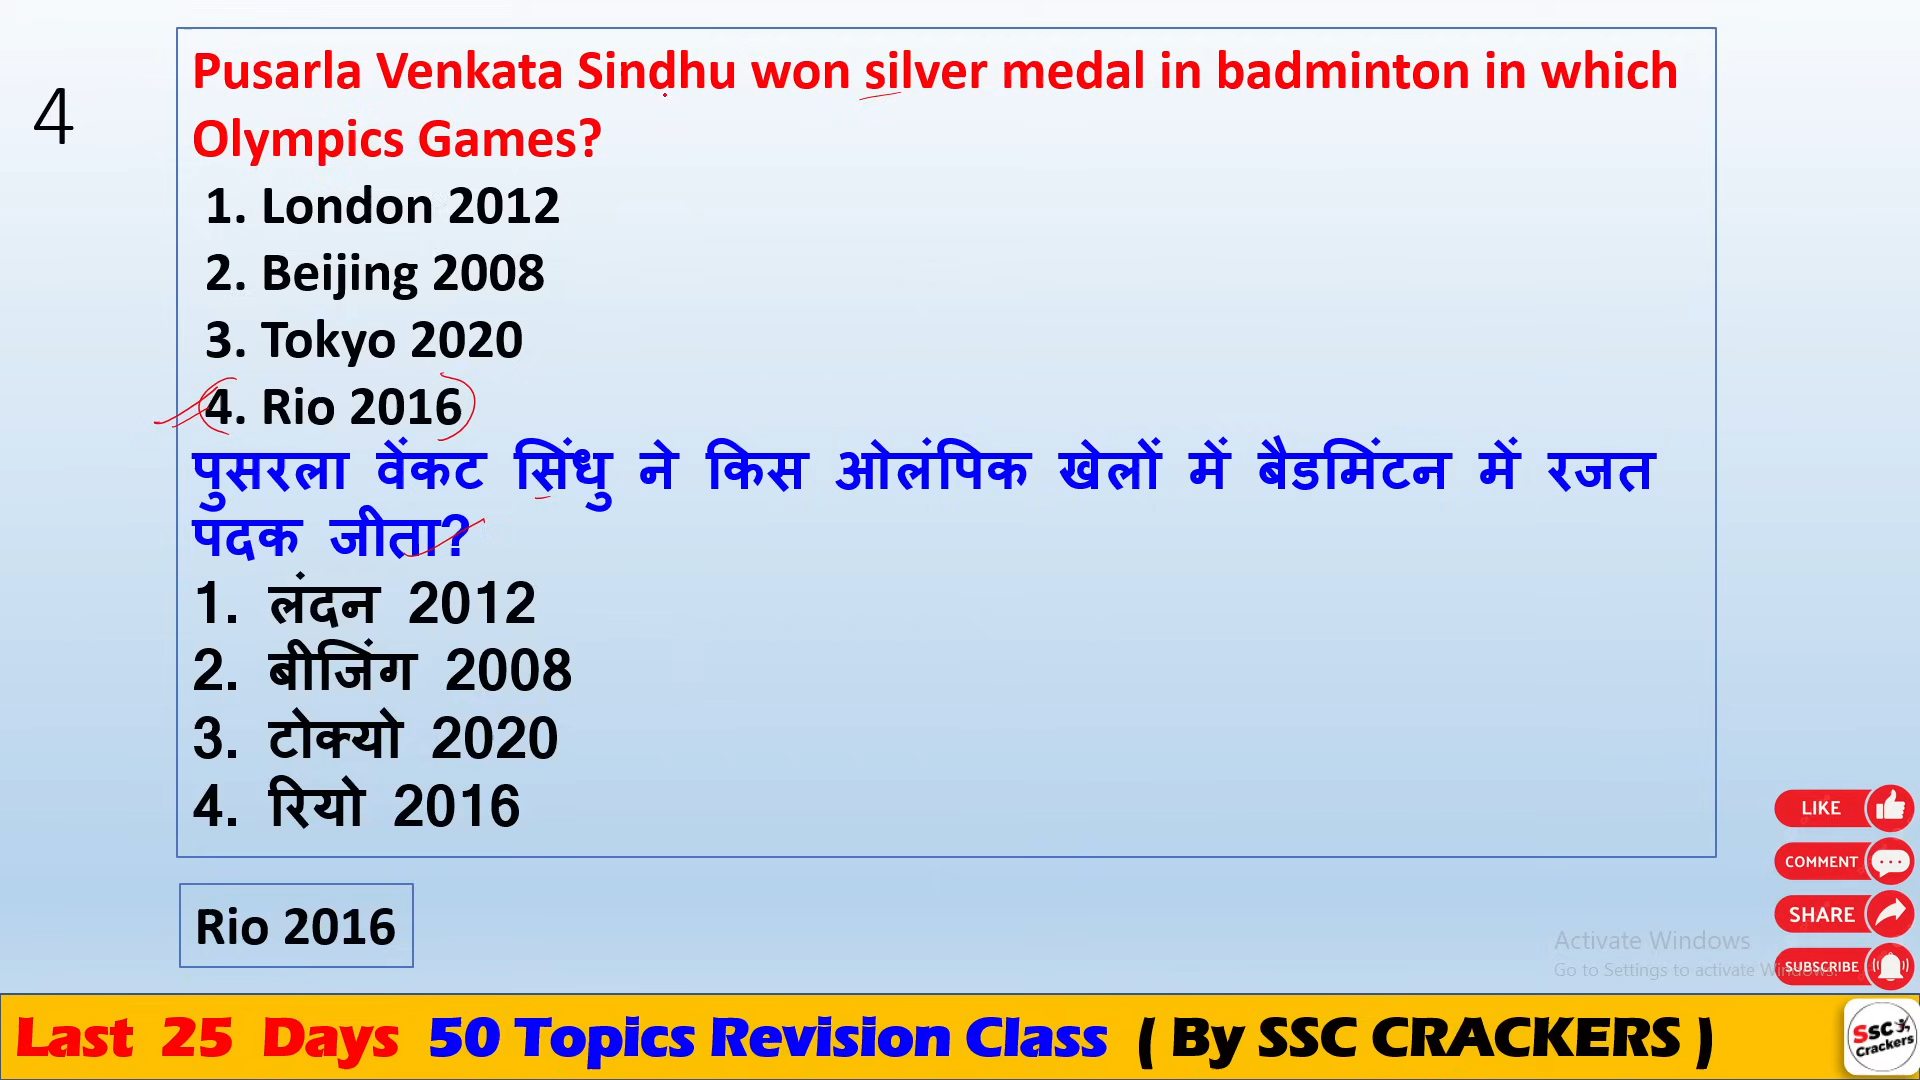 4
Pusarla Venkata Sindhu won silver medal in badminton in which
Olympics Games?
1. London 2012
2. Beijing 2008
3. Tokyo 2020
4. Rio 2016
पुसरला वेंकट सिंधु ने किस ओलंपिक खेलों में बैडमिंटन में रजत
पदक जीता?
1. लंदन 2012
2. बीजिंग 2008
3. टोक्यो 2020
4. रियो 2016
LIKE
COMMENT
SHARE
SUBSCRIBE
Rio 2016
Activate Windows
Go to Settings to activate Windows.
Last 25 Days 50 Topics Revision Class ( By SSC CRACKERS )
SSC
Crackers